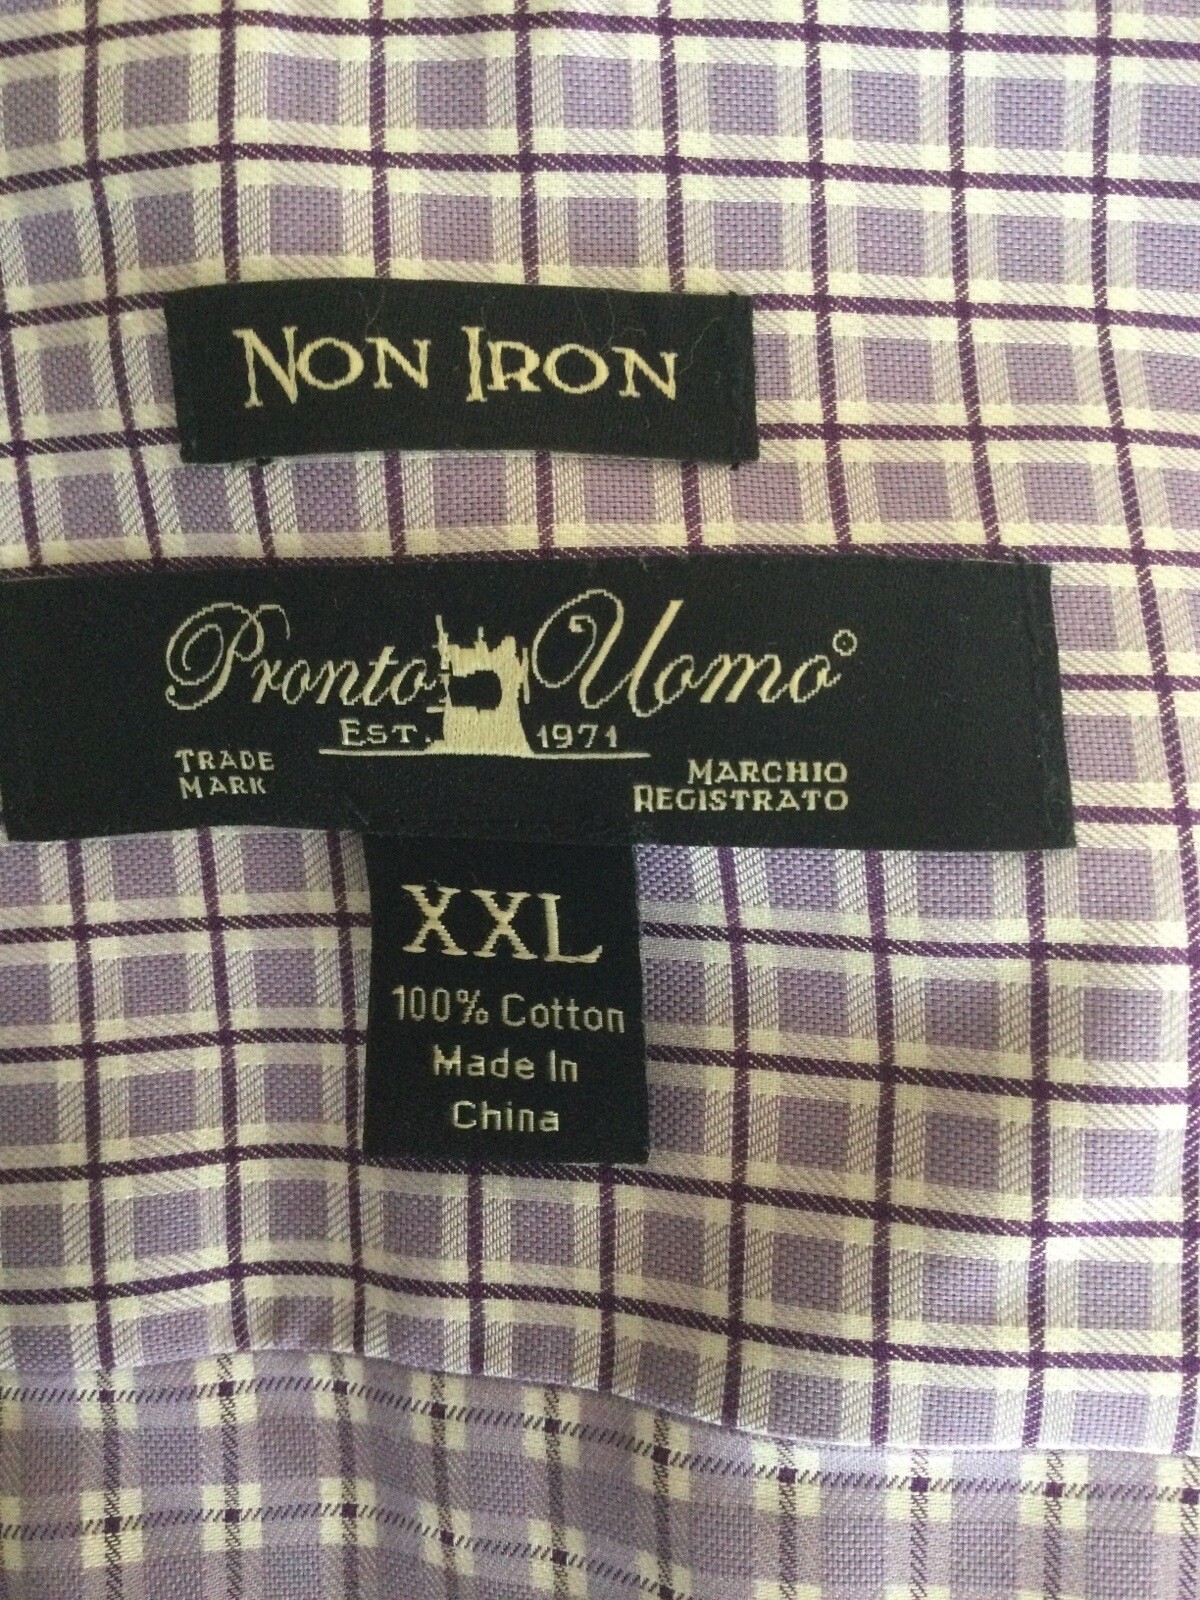 NON IRON
Pronto Uomo®
EST. 1971
TRADE MARK
MARCHIO REGISTRATO
XXL
100% Cotton
Made In
China